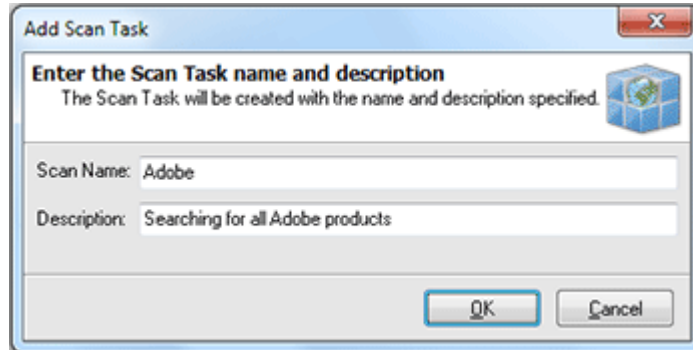 Add Scan Task
Enter the Scan Task name and description
The Scan Task will be created with the name and description specified.
Scan Name: Adobe
Description: Searching for all Adobe products
OK Cancel